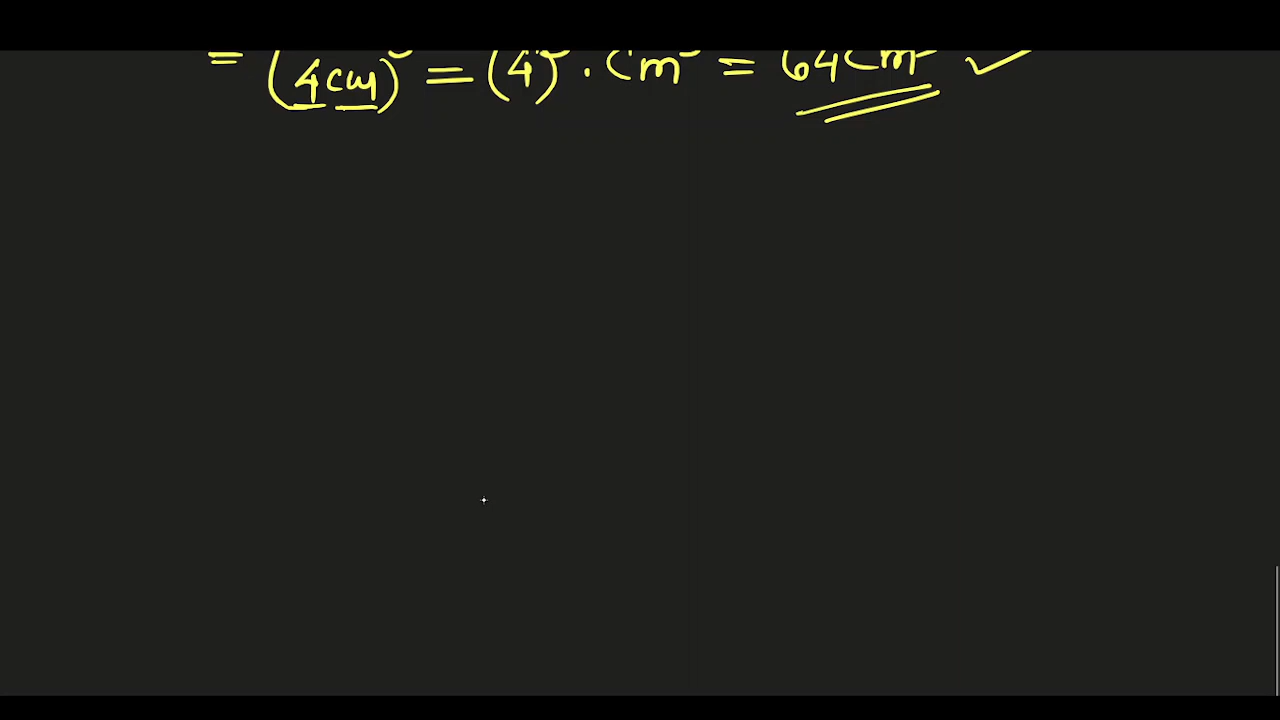 = (4cm)³ = (4)³ · cm³ = 64cm³ ✓